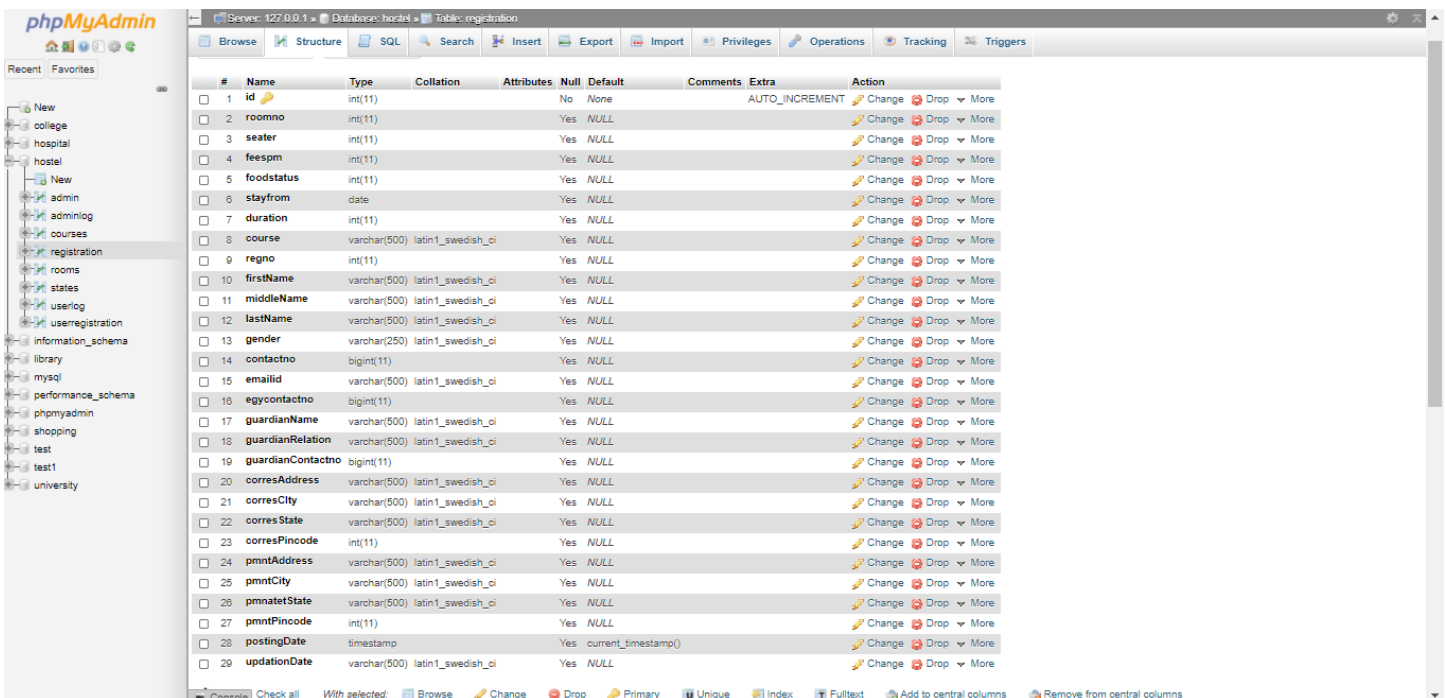 phpMyAdmin
Recent Favorites
New
college
hospital
hostel
New
admin
adminlog
courses
registration
rooms
states
userlog
userregistration
information_schema
library
mysql
performance_schema
phpmyadmin
shopping
test
test1
university
Server: 127.0.0.1 » Database: hostel » Table: registration
Browse Structure SQL Search Insert Export Import Privileges Operations Tracking Triggers
# Name Type Collation Attributes Null Default Comments Extra Action
1 id int(11) No None AUTO_INCREMENT Change Drop More
2 roomno int(11) Yes NULL Change Drop More
3 seater int(11) Yes NULL Change Drop More
4 feespm int(11) Yes NULL Change Drop More
5 foodstatus int(11) Yes NULL Change Drop More
6 stayfrom date Yes NULL Change Drop More
7 duration int(11) Yes NULL Change Drop More
8 course varchar(500) latin1_swedish_ci Yes NULL Change Drop More
9 regno int(11) Yes NULL Change Drop More
10 firstName varchar(500) latin1_swedish_ci Yes NULL Change Drop More
11 middleName varchar(500) latin1_swedish_ci Yes NULL Change Drop More
12 lastName varchar(500) latin1_swedish_ci Yes NULL Change Drop More
13 gender varchar(250) latin1_swedish_ci Yes NULL Change Drop More
14 contactno bigint(11) Yes NULL Change Drop More
15 emailid varchar(500) latin1_swedish_ci Yes NULL Change Drop More
16 egycontactno bigint(11) Yes NULL Change Drop More
17 guardianName varchar(500) latin1_swedish_ci Yes NULL Change Drop More
18 guardianRelation varchar(500) latin1_swedish_ci Yes NULL Change Drop More
19 guardianContactno bigint(11) Yes NULL Change Drop More
20 corresAddress varchar(500) latin1_swedish_ci Yes NULL Change Drop More
21 corresCIty varchar(500) latin1_swedish_ci Yes NULL Change Drop More
22 corresState varchar(500) latin1_swedish_ci Yes NULL Change Drop More
23 corresPincode int(11) Yes NULL Change Drop More
24 pmntAddress varchar(500) latin1_swedish_ci Yes NULL Change Drop More
25 pmntCity varchar(500) latin1_swedish_ci Yes NULL Change Drop More
26 pmnatetState varchar(500) latin1_swedish_ci Yes NULL Change Drop More
27 pmntPincode int(11) Yes NULL Change Drop More
28 postingDate timestamp Yes current_timestamp() Change Drop More
29 updationDate varchar(500) latin1_swedish_ci Yes NULL Change Drop More
Console Check all With selected: Browse Change Drop Primary Unique Index Fulltext Add to central columns Remove from central columns